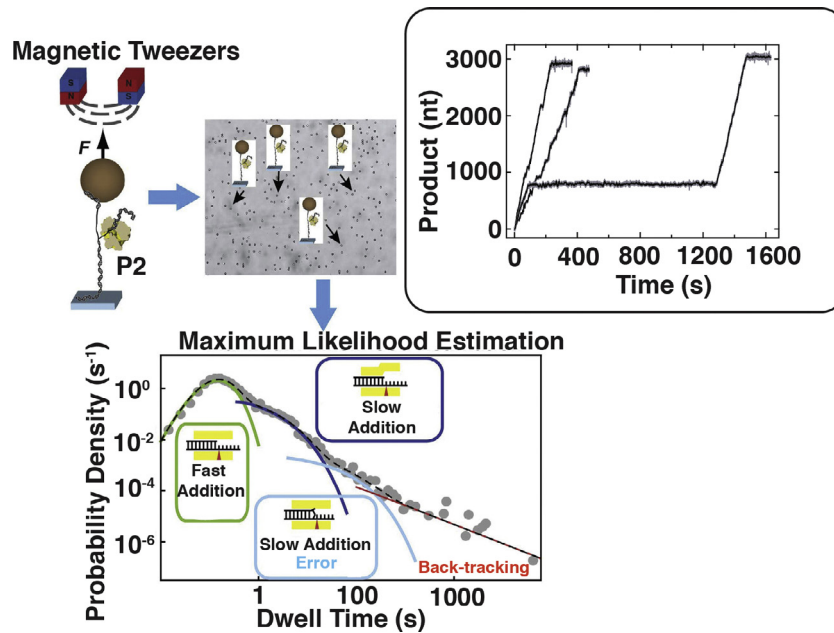 Magnetic Tweezers
S
N
N
S
F
P2
Product (nt)
3000
2000
1000
0
0 400 800 1200 1600
Time (s)
Maximum Likelihood Estimation
Probability Density (s⁻¹)
10⁰
10⁻²
10⁻⁴
10⁻⁶
Fast
Addition
Slow
Addition
Slow Addition
Error
Back-tracking
1 100 1000
Dwell Time (s)